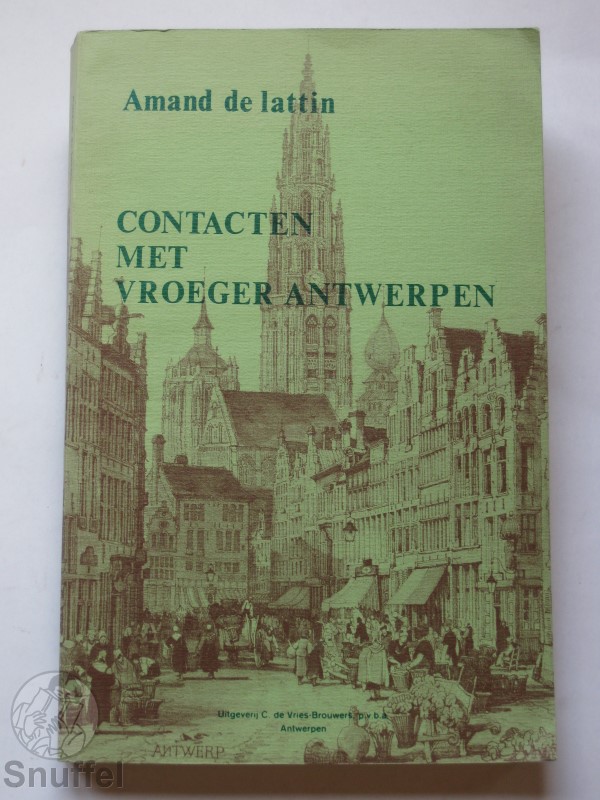 Amand de lattin
CONTACTEN
MET
VROEGER ANTWERPEN
Uitgeverij C. de Vries-Brouwers, p.v.b.a.
Antwerpen
ANTWERP
Snuffel